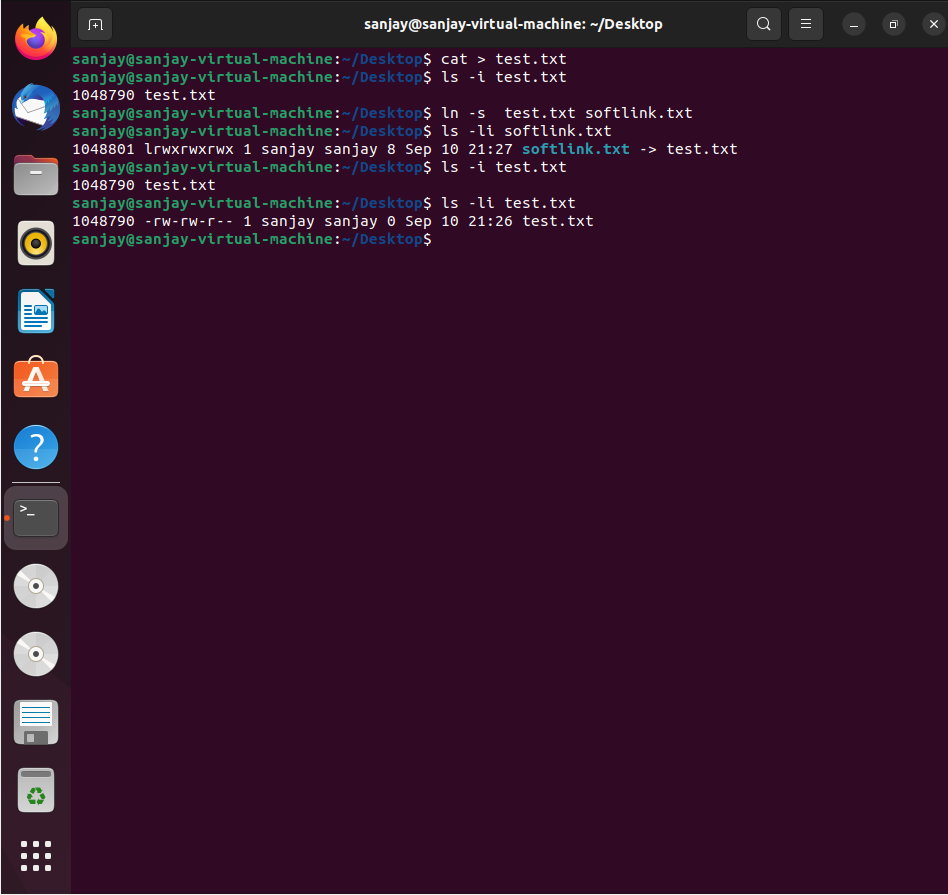 sanjay@sanjay-virtual-machine: ~/Desktop
sanjay@sanjay-virtual-machine:~/Desktop$ cat > test.txt
sanjay@sanjay-virtual-machine:~/Desktop$ ls -i test.txt
1048790 test.txt
sanjay@sanjay-virtual-machine:~/Desktop$ ln -s  test.txt softlink.txt
sanjay@sanjay-virtual-machine:~/Desktop$ ls -li softlink.txt
1048801 lrwxrwxrwx 1 sanjay sanjay 8 Sep 10 21:27 softlink.txt -> test.txt
sanjay@sanjay-virtual-machine:~/Desktop$ ls -i test.txt
1048790 test.txt
sanjay@sanjay-virtual-machine:~/Desktop$ ls -li test.txt
1048790 -rw-rw-r-- 1 sanjay sanjay 0 Sep 10 21:26 test.txt
sanjay@sanjay-virtual-machine:~/Desktop$